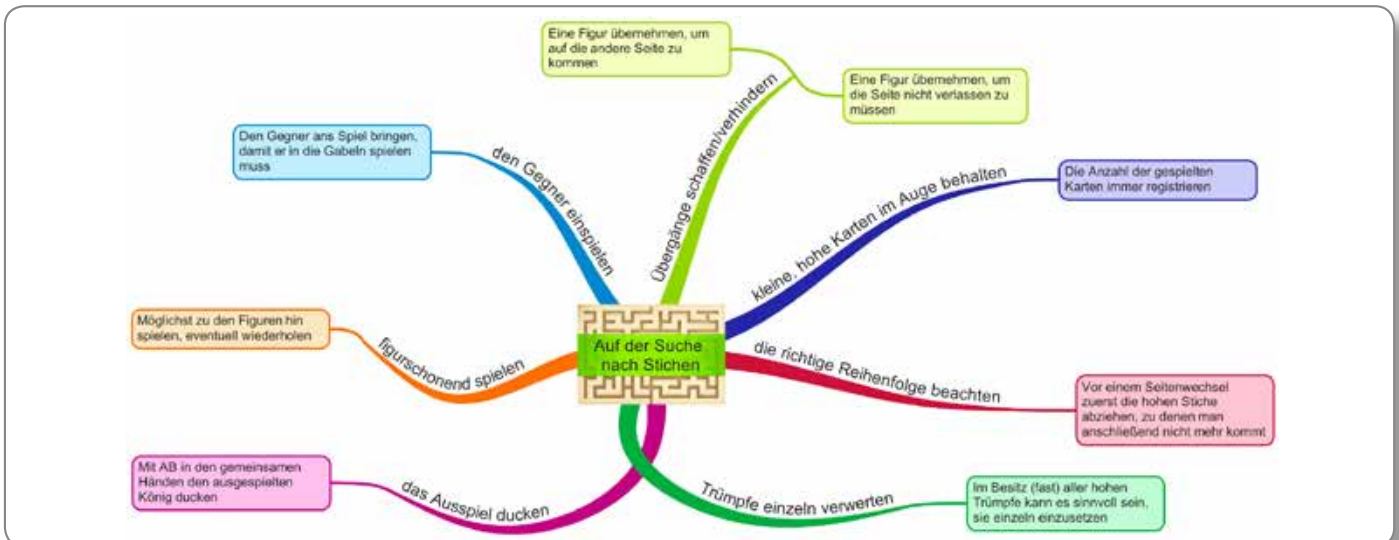 Eine Figur übernehmen, um
auf die andere Seite zu
kommen
Eine Figur übernehmen, um
die Seite nicht verlassen zu
müssen
Übergänge schaffen/verhindern
Den Gegner ans Spiel bringen,
damit er in die Gabeln spielen
muss
den Gegner einspielen
Die Anzahl der gespielten
Karten immer registrieren
kleine, hohe Karten im Auge behalten
Möglichst zu den Figuren hin
spielen, eventuell wiederholen
figurschonend spielen
Auf der Suche
nach Stichen
die richtige Reihenfolge beachten
Vor einem Seitenwechsel
zuerst die hohen Stiche
abziehen, zu denen man
anschließend nicht mehr kommt
Mit AB in den gemeinsamen
Händen den ausgespielten
König ducken
das Ausspiel ducken
Trümpfe einzeln verwerten
Im Besitz (fast) aller hohen
Trümpfe kann es sinnvoll sein,
sie einzeln einzusetzen